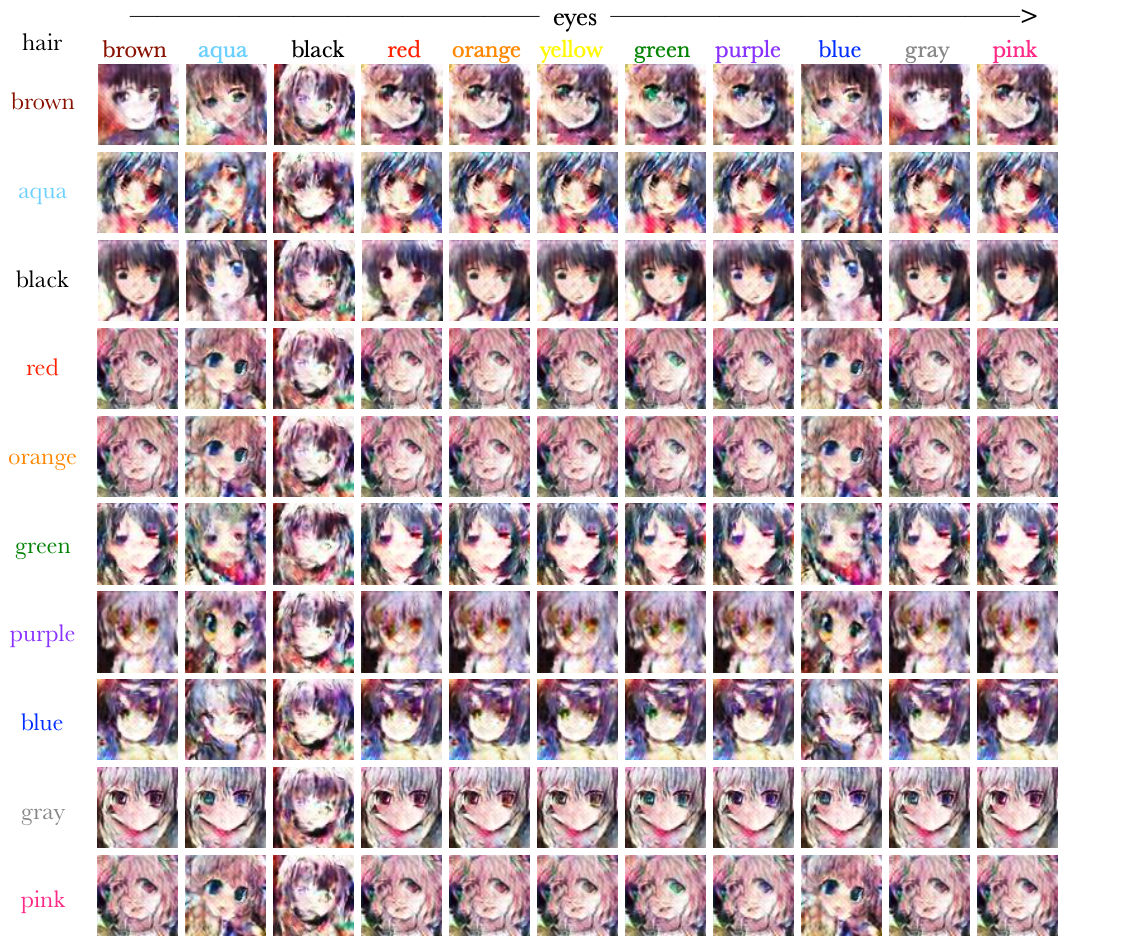 eyes
hair
brown aqua black red orange yellow green purple blue gray pink
brown
aqua
black
red
orange
green
purple
blue
gray
pink